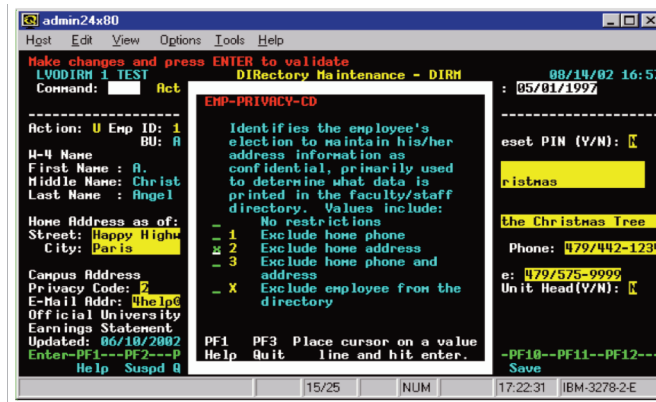 admin24x80
Host Edit View Options Tools Help
Make changes and press ENTER to validate
LVODIRM 1 TEST DIRectory Maintenance - DIRM 08/14/02 16:57
Command: Act : 05/01/1997
EMP-PRIVACY-CD
Action: U Emp ID: 1 Identifies the employee's
BU: A election to maintain his/her eset PIN (Y/N): N
W-4 Name address information as
First Name : A. confidential, primarily used
Middle Name: Christ to determine what data is ristmas
Last Name : Angel printed in the faculty/staff
directory. Values include:
Home Address as of: _ No restrictions the Christmas Tree
Street: Happy Highw _ 1 Exclude home phone
City: Paris x 2 Exclude home address Phone: 479/442-1234
_ 3 Exclude home phone and
Campus Address address e: 479/575-9999
Privacy Code: 2 _ X Exclude employee from the Unit Head(Y/N): N
E-Mail Addr: 4help@ directory
Official University
Earnings Statement
Updated: 06/10/2002 PF1 PF3 Place cursor on a value
Enter-PF1---PF2---P Help Quit line and hit enter. -PF10--PF11--PF12---
Help Suspd Q Save
15/25 NUM 17:22:31 IBM-3278-2-E